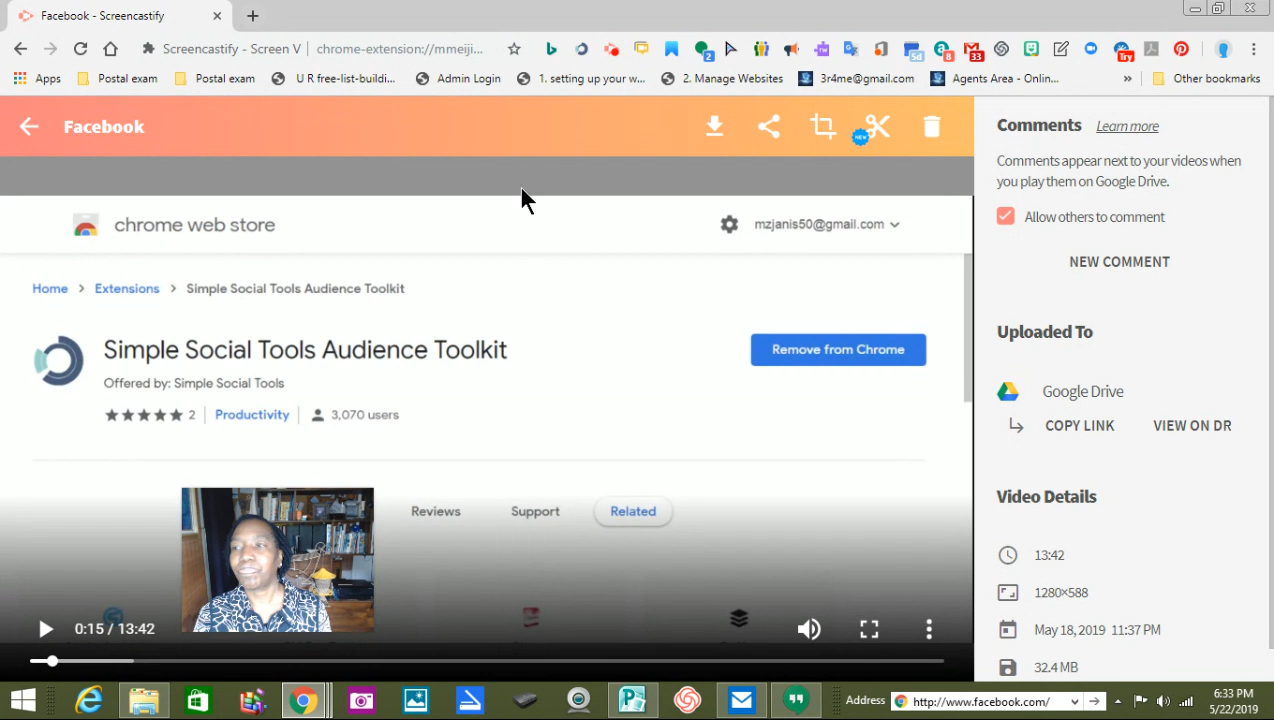 Facebook - Screencastify
Screencastify - Screen V
chrome-extension://mmeiji...
2
5d
8
33
Try
Apps
Postal exam
Postal exam
U R free-list-buildi...
Admin Login
1. setting up your w...
2. Manage Websites
3r4me@gmail.com
Agents Area - Onlin...
»
Other bookmarks
Facebook
NEW
Comments
Learn more
Comments appear next to your videos when
you play them on Google Drive.
Allow others to comment
NEW COMMENT
Uploaded To
Google Drive
COPY LINK
VIEW ON DR
Video Details
13:42
1280×588
May 18, 2019 11:37 PM
32.4 MB
chrome web store
mzjanis50@gmail.com
Home > Extensions > Simple Social Tools Audience Toolkit
Simple Social Tools Audience Toolkit
Remove from Chrome
Offered by: Simple Social Tools
★★★★★ 2 | Productivity | 3,070 users
Reviews
Support
Related
0:15 / 13:42
Address
http://www.facebook.com/
6:33 PM
5/22/2019